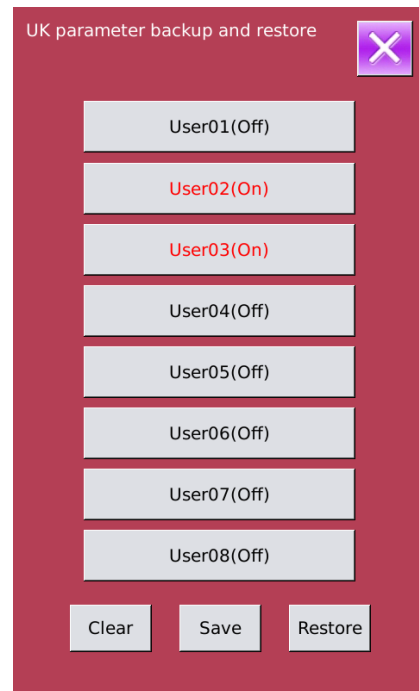 UK parameter backup and restore
User01(Off)
User02(On)
User03(On)
User04(Off)
User05(Off)
User06(Off)
User07(Off)
User08(Off)
Clear Save Restore